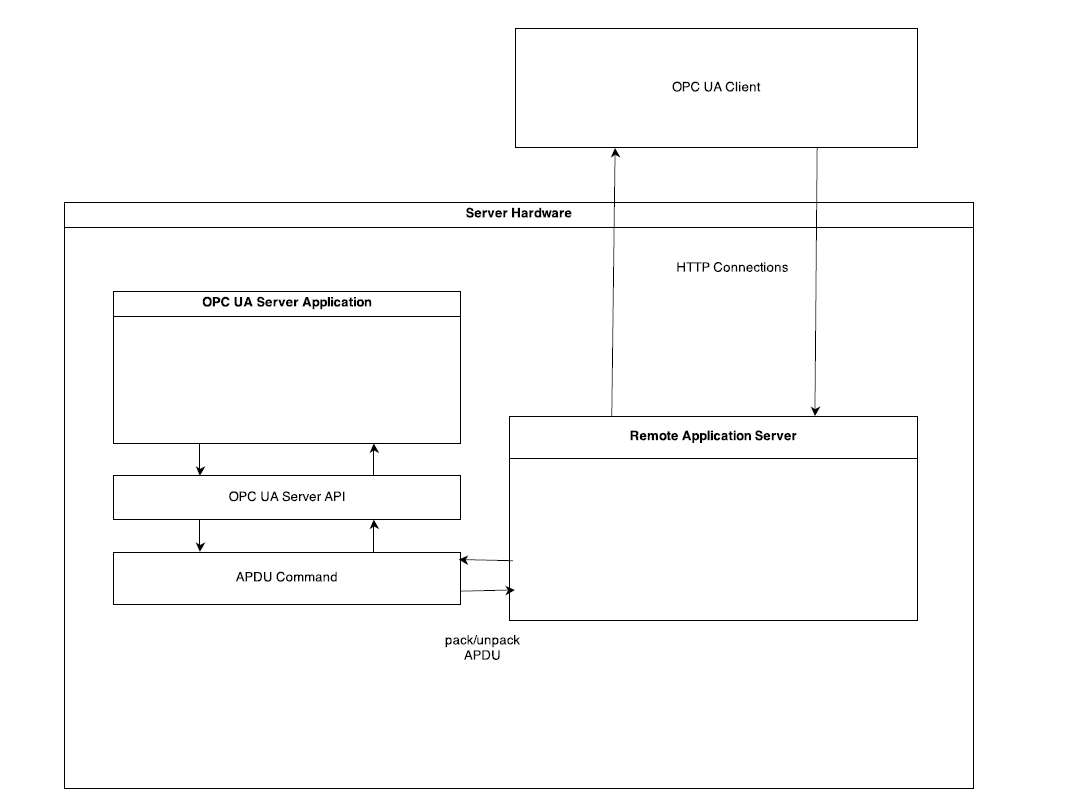 OPC UA Client
Server Hardware
HTTP Connections
OPC UA Server Application
Remote Application Server
OPC UA Server API
APDU Command
pack/unpack
APDU